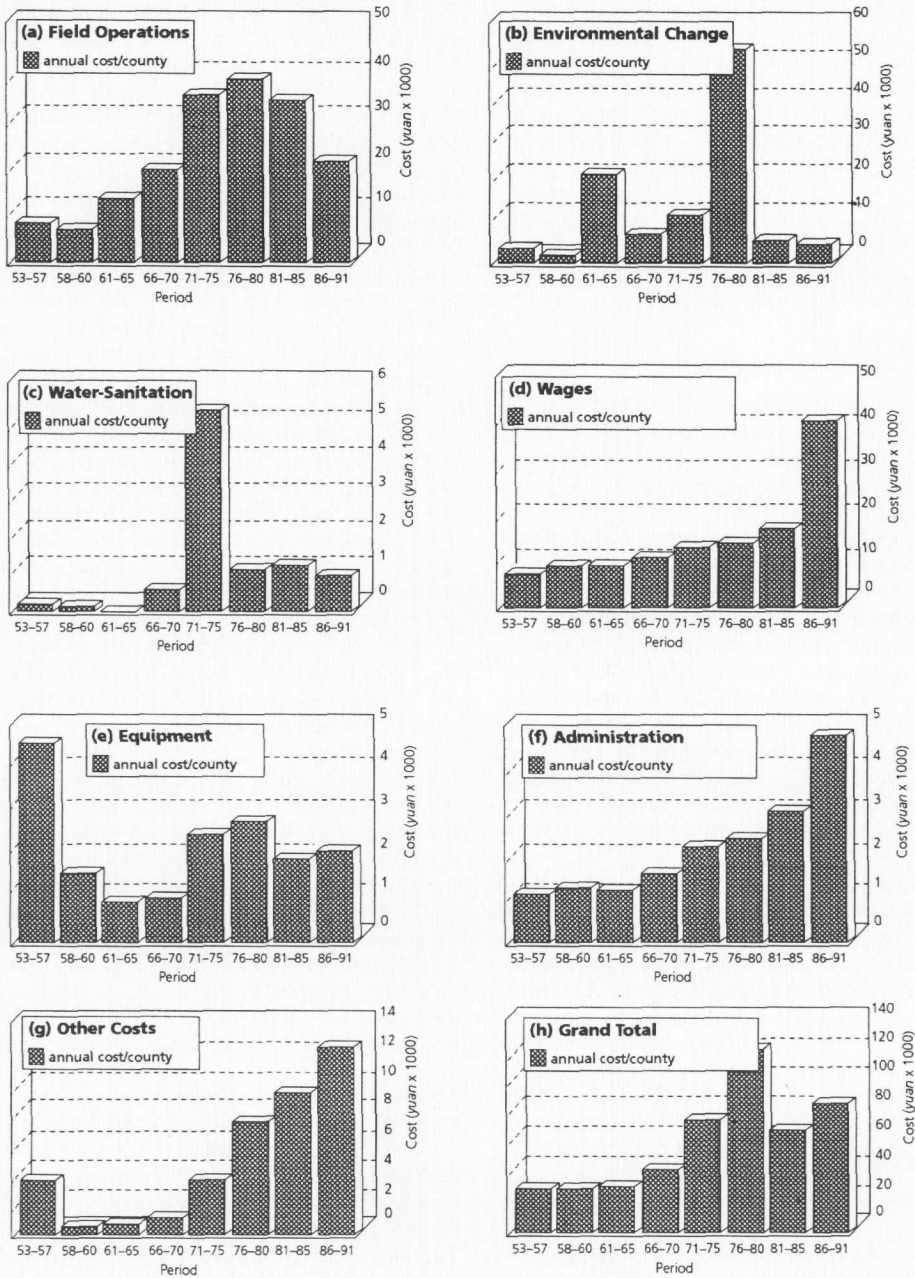 (a) Field Operations
annual cost/county
50
40
30
20
10
0
Cost (yuan x 1000)
53–57 58–60 61–65 66–70 71–75 76–80 81–85 86–91
Period
(b) Environmental Change
annual cost/county
60
50
40
30
20
10
0
Cost (yuan x 1000)
53–57 58–60 61–65 66–70 71–75 76–80 81–85 86–91
Period
(c) Water-Sanitation
annual cost/county
6
5
4
3
2
1
0
Cost (yuan x 1000)
53–57 58–60 61–65 66–70 71–75 76–80 81–85 86–91
Period
(d) Wages
annual cost/county
50
40
30
20
10
0
Cost (yuan x 1000)
53–57 58–60 61–65 66–70 71–75 76–80 81–85 86–91
Period
(e) Equipment
annual cost/county
5
4
3
2
1
0
Cost (yuan x 1000)
53–57 58–60 61–65 66–70 71–75 76–80 81–85 86–91
Period
(f) Administration
annual cost/county
5
4
3
2
1
0
Cost (yuan x 1000)
53–57 58–60 61–65 66–70 71–75 76–80 81–85 86–91
Period
(g) Other Costs
annual cost/county
14
12
10
8
6
4
2
0
Cost (yuan x 1000)
53–57 58–60 61–65 66–70 71–75 76–80 81–85 86–91
Period
(h) Grand Total
annual cost/county
140
120
100
80
60
40
20
0
Cost (yuan x 1000)
53–57 58–60 61–65 66–70 71–75 76–80 81–85 86–91
Period